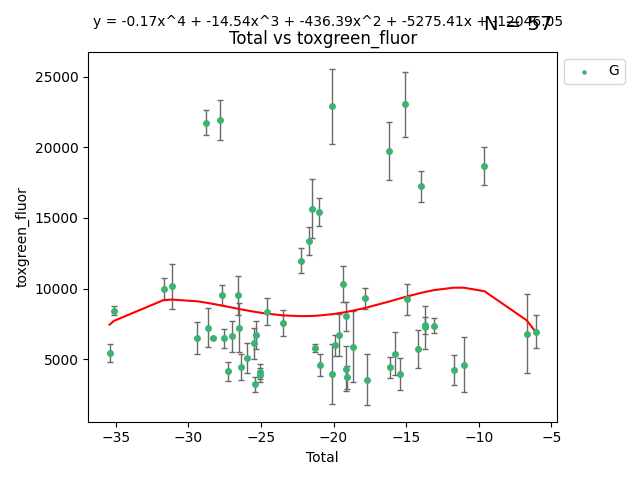 y = -0.17x^4 + -14.54x^3 + -436.39x^2 + -5275.41x +
N = 57
Total vs toxgreen_fluor
G
25000
20000
15000
10000
5000
toxgreen_fluor
−35 −30 −25 −20 −15 −10 −5
Total